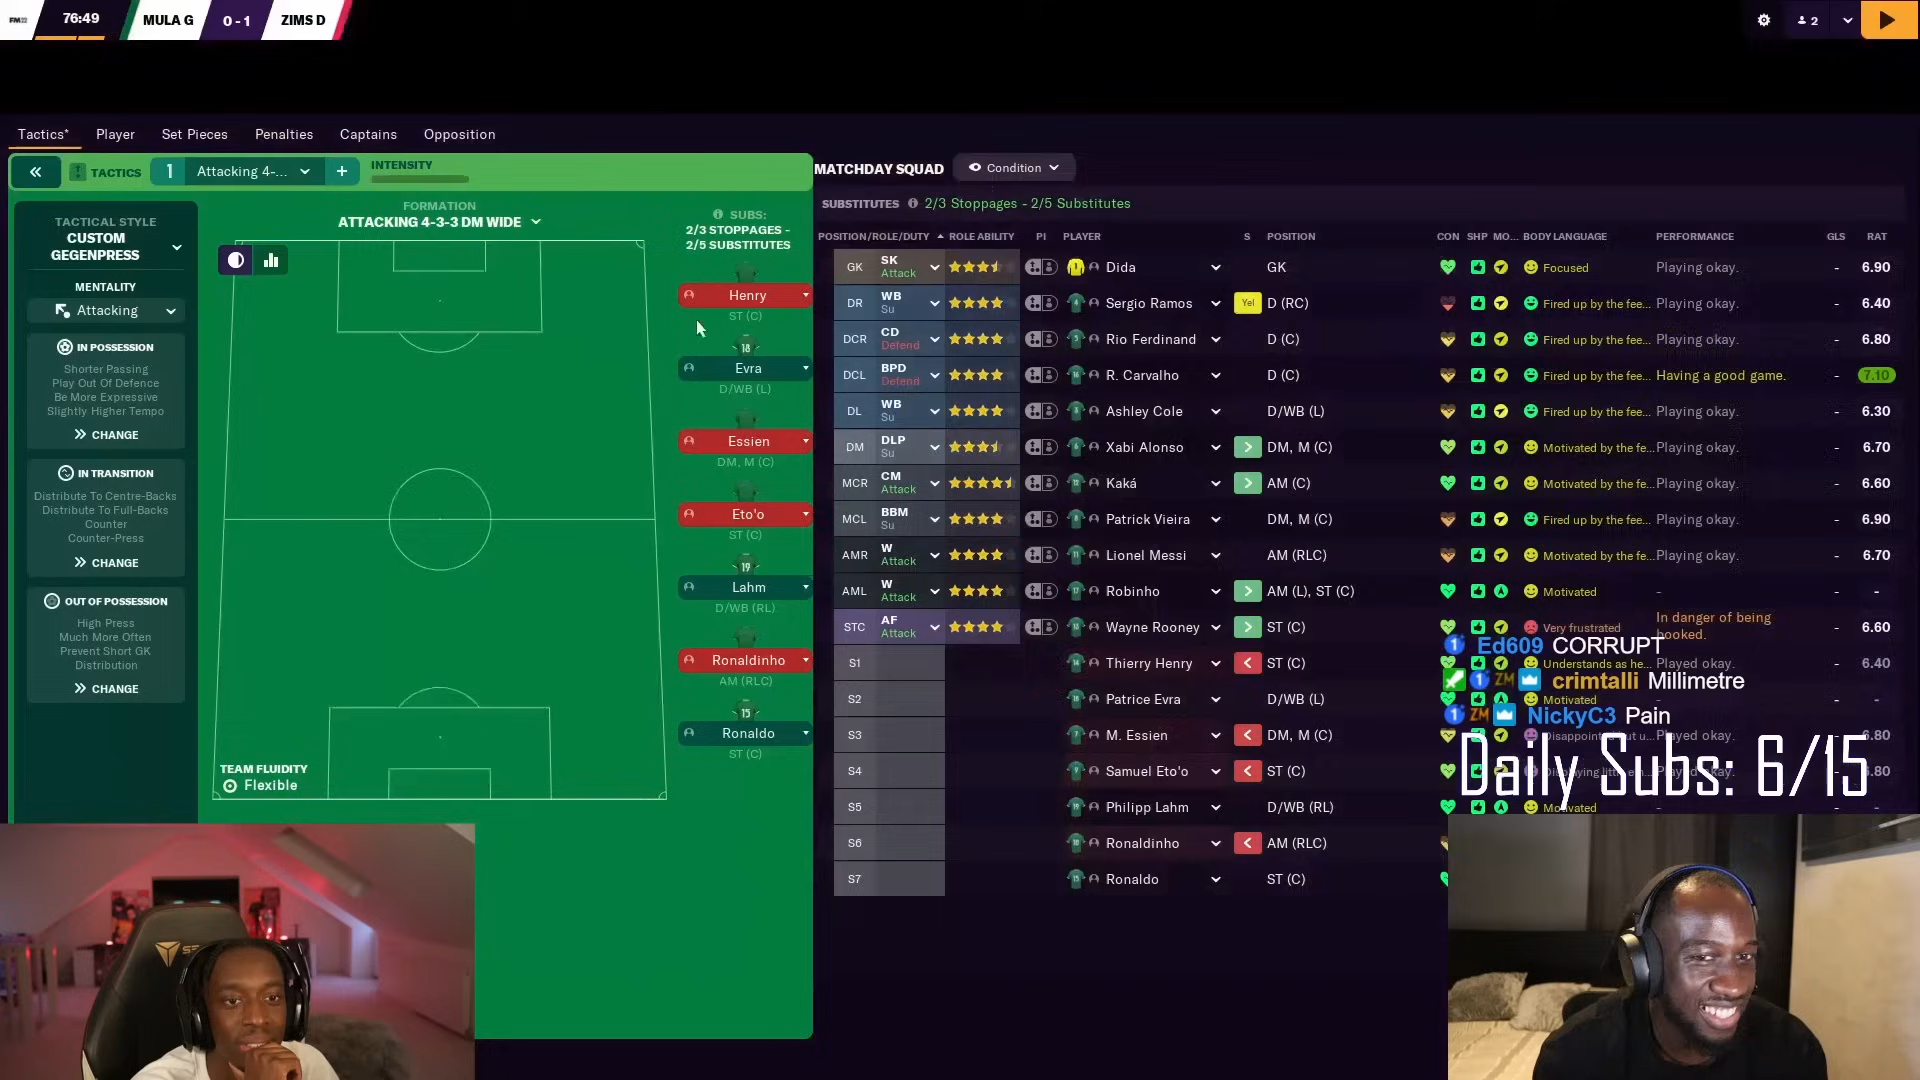 FM22
76:49
MULA G
0 - 1
ZIMS D
2
Tactics*
Player
Set Pieces
Penalties
Captains
Opposition
TACTICS
1
Attacking 4-...
+
INTENSITY
TACTICAL STYLE
CUSTOM
GEGENPRESS
MENTALITY
Attacking
IN POSSESSION
Shorter Passing
Play Out Of Defence
Be More Expressive
Slightly Higher Tempo
CHANGE
IN TRANSITION
Distribute To Centre-Backs
Distribute To Full-Backs
Counter
Counter-Press
CHANGE
OUT OF POSSESSION
High Press
Much More Often
Prevent Short GK
Distribution
CHANGE
FORMATION
ATTACKING 4-3-3 DM WIDE
TEAM FLUIDITY
Flexible
SUBS:
2/3 STOPPAGES -
2/5 SUBSTITUTES
Henry
ST (C)
18
Evra
D/WB (L)
Essien
DM, M (C)
Eto'o
ST (C)
19
Lahm
D/WB (RL)
Ronaldinho
AM (RLC)
15
Ronaldo
ST (C)
MATCHDAY SQUAD
Condition
SUBSTITUTES 2/3 Stoppages - 2/5 Substitutes
POSITION/ROLE/DUTY ROLE ABILITY PI PLAYER S POSITION CON SHP MO... BODY LANGUAGE PERFORMANCE GLS RAT
GK SK Attack Dida GK Focused Playing okay. - 6.90
DR WB Su Sergio Ramos Yel D (RC) Fired up by the fee... Playing okay. - 6.40
DCR CD Defend Rio Ferdinand D (C) Fired up by the fee... Playing okay. - 6.80
DCL BPD Defend R. Carvalho D (C) Fired up by the fee... Having a good game. - 7.10
DL WB Su Ashley Cole D/WB (L) Fired up by the fee... Playing okay. - 6.30
DM DLP Su Xabi Alonso DM, M (C) Motivated by the fe... Playing okay. - 6.70
MCR CM Attack Kaká AM (C) Motivated by the fe... Playing okay. - 6.60
MCL BBM Su Patrick Vieira DM, M (C) Fired up by the fee... Playing okay. - 6.90
AMR W Attack Lionel Messi AM (RLC) Motivated by the fe... Playing okay. - 6.70
AML W Attack Robinho AM (L), ST (C) Motivated - - -
STC AF Attack Wayne Rooney ST (C) Very frustrated In danger of being booked. - 6.60
S1 Thierry Henry ST (C) Understands as he... Played okay. - 6.40
S2 Patrice Evra D/WB (L) Motivated - - -
S3 M. Essien DM, M (C) Played okay.
S4 Samuel Eto'o ST (C)
S5 Philipp Lahm D/WB (RL) Motivated
S6 Ronaldinho AM (RLC)
S7 Ronaldo ST (C)
Ed609 CORRUPT
ZM crimtalli Millimetre
ZM NickyC3 Pain
Daily Subs: 6/15